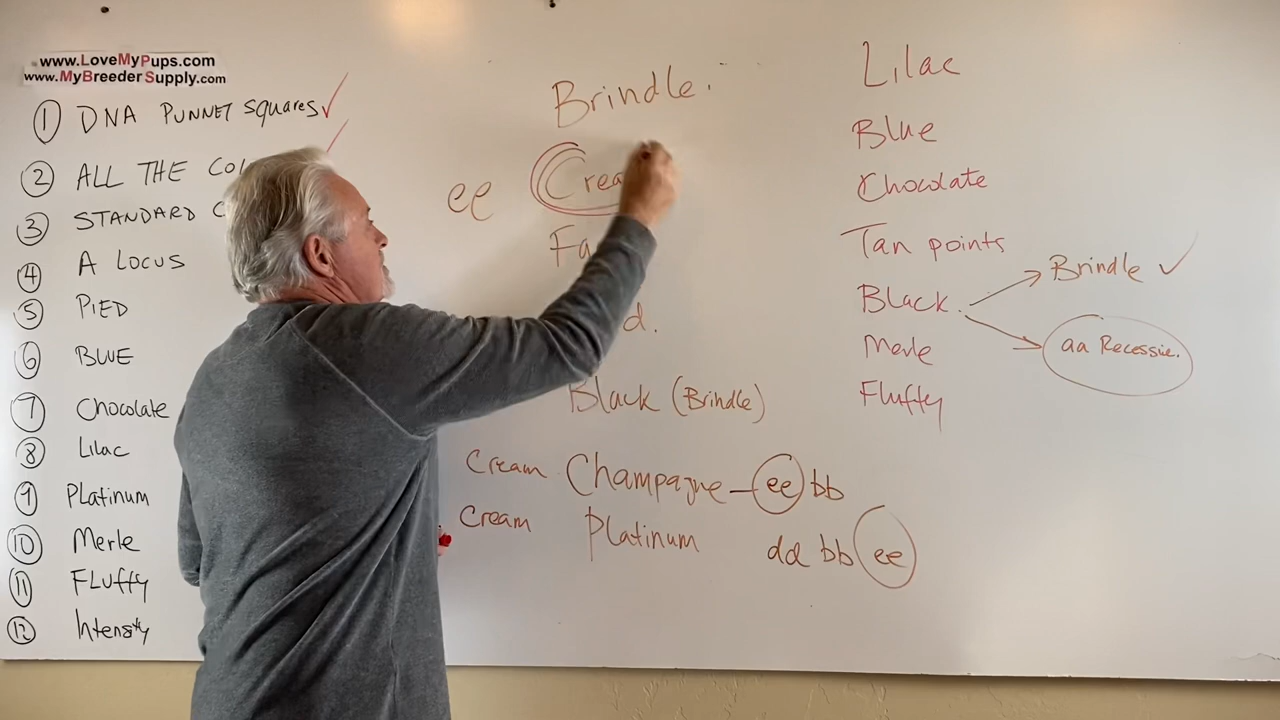 www.LoveMyPups.com
www.MyBreederSupply.com
1 DNA PUNNET Squares ✓
2 ALL THE
3 STANDARD
4 A LOCUS
5 PIED
6 BLUE
7 Chocolate
8 Lilac
9 Platinum
10 Merle
11 FLuffy
12 Intensity
Brindle.
ee Crea
Fa
d.
Black (Brindle)
Cream Champagne – ee bb
Cream Platinum dd bb ee
Lilac
Blue
Chocolate
Tan points
Black. Brindle ✓
aa Recessive.
Merle
Fluffy